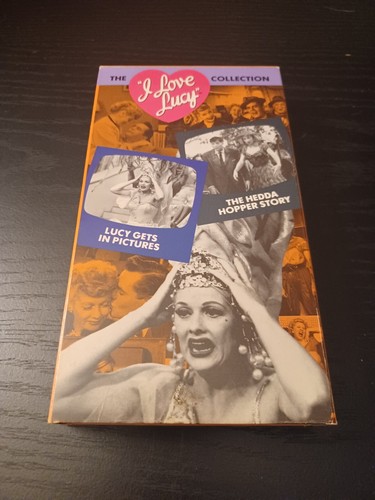 THE "I Love Lucy" COLLECTION
THE HEDDA
HOPPER STORY
LUCY GETS
IN PICTURES